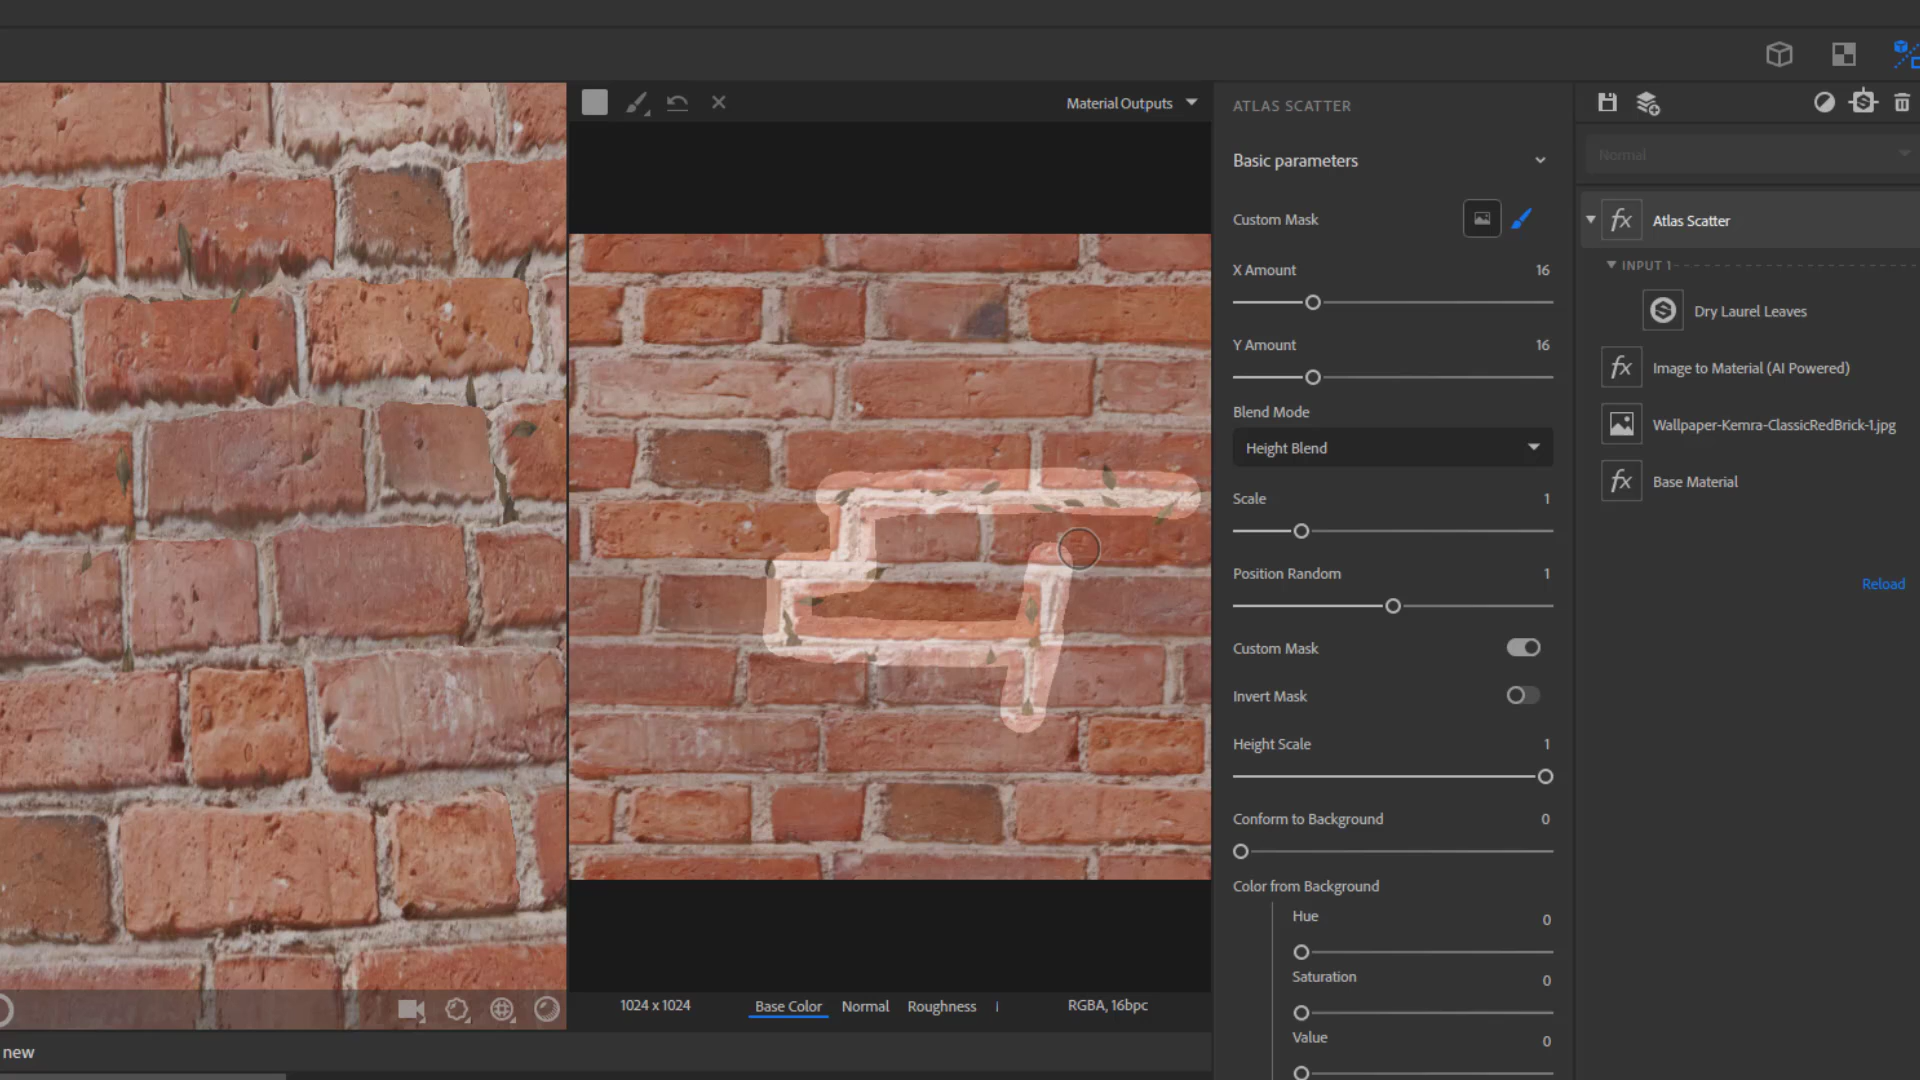 Material Outputs
1024 x 1024
Base Color
Normal
Roughness
RGBA, 16bpc
new
ATLAS SCATTER
Basic parameters
Custom Mask
X Amount 16
Y Amount 16
Blend Mode
Height Blend
Scale 1
Position Random 1
Custom Mask
Invert Mask
Height Scale 1
Conform to Background 0
Color from Background
Hue 0
Saturation 0
Value 0
Normal
fx Atlas Scatter
INPUT 1
Dry Laurel Leaves
fx Image to Material (AI Powered)
Wallpaper-Kemra-ClassicRedBrick-1.jpg
fx Base Material
Reload